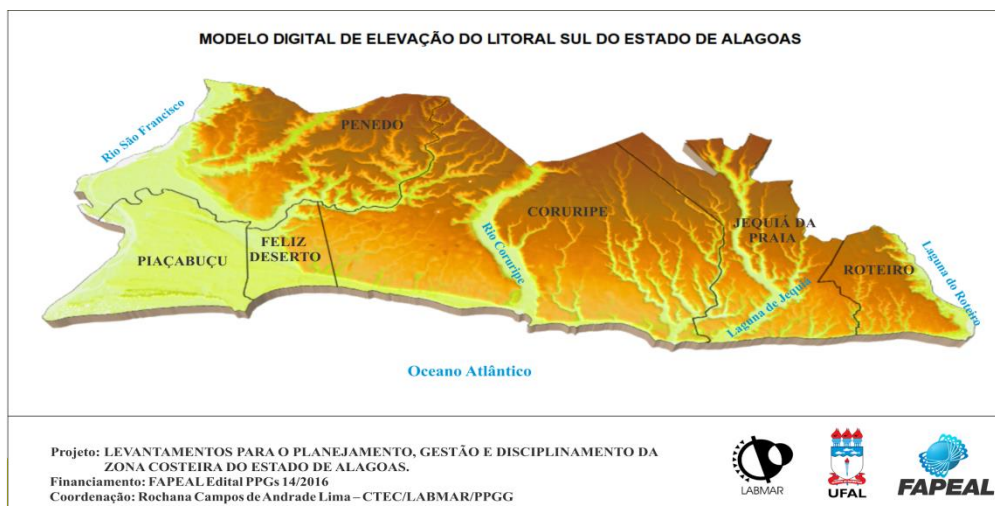 MODELO DIGITAL DE ELEVAÇÃO DO LITORAL SUL DO ESTADO DE ALAGOAS
Rio São Francisco
PENEDO
PIAÇABUÇU
FELIZ
DESERTO
Rio Coruripe
CORURIPE
JEQUIÁ DA
PRAIA
Laguna de Jequiá
ROTEIRO
Laguna do Roteiro
Oceano Atlântico
Projeto: LEVANTAMENTOS PARA O PLANEJAMENTO, GESTÃO E DISCIPLINAMENTO DA
ZONA COSTEIRA DO ESTADO DE ALAGOAS.
Financiamento: FAPEAL Edital PPGs 14/2016
Coordenação: Rochana Campos de Andrade Lima – CTEC/LABMAR/PPGG
LABMAR
UFAL
FAPEAL